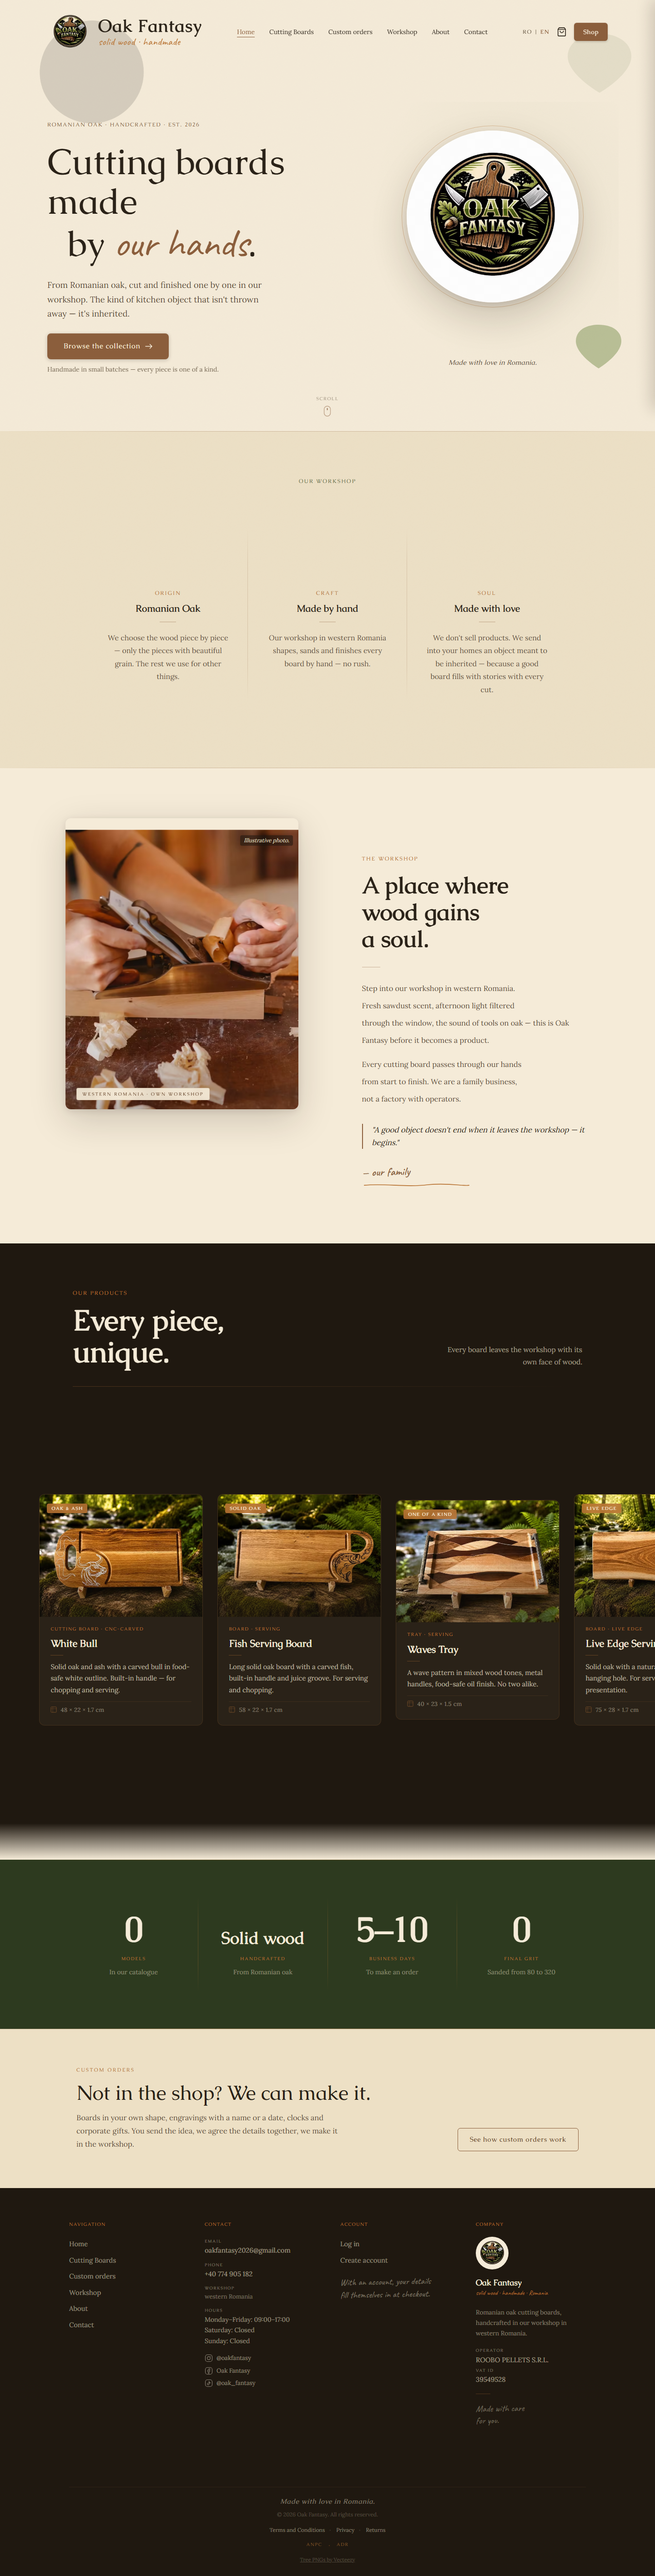 Oak Fantasy
solid wood · handmade
Home
Cutting Boards
Custom orders
Workshop
About
Contact
RO | EN
Shop
ROMANIAN OAK · HANDCRAFTED · EST. 2026
Cutting boards
made
by our hands.
OAK
FANTASY
From Romanian oak, cut and finished one by one in our
workshop. The kind of kitchen object that isn't thrown
away — it's inherited.
Browse the collection →
Handmade in small batches — every piece is one of a kind.
Made with love in Romania.
SCROLL
OUR WORKSHOP
ORIGIN
Romanian Oak
We choose the wood piece by piece
— only the pieces with beautiful
grain. The rest we use for other
things.
CRAFT
Made by hand
Our workshop in western Romania
shapes, sands and finishes every
board by hand — no rush.
SOUL
Made with love
We don't sell products. We send
into your homes an object meant to
be inherited — because a good
board fills with stories with every
cut.
Illustrative photo.
WESTERN ROMANIA · OWN WORKSHOP
THE WORKSHOP
A place where
wood gains
a soul.
Step into our workshop in western Romania.
Fresh sawdust scent, afternoon light filtered
through the window, the sound of tools on oak — this is Oak
Fantasy before it becomes a product.
Every cutting board passes through our hands
from start to finish. We are a family business,
not a factory with operators.
"A good object doesn't end when it leaves the workshop — it
begins."
— our family
OUR PRODUCTS
Every piece,
unique.
Every board leaves the workshop with its
own face of wood.
OAK & ASH
CUTTING BOARD · CNC-CARVED
White Bull
Solid oak and ash with a carved bull in food-
safe white outline. Built-in handle — for
chopping and serving.
48 × 22 × 1.7 cm
SOLID OAK
BOARD · SERVING
Fish Serving Board
Long solid oak board with a carved fish,
built-in handle and juice groove. For serving
and chopping.
58 × 22 × 1.7 cm
ONE OF A KIND
TRAY · SERVING
Waves Tray
A wave pattern in mixed wood tones, metal
handles, food-safe oil finish. No two alike.
40 × 23 × 1.5 cm
LIVE EDGE
BOARD · LIVE EDGE
Live Edge Servi
Solid oak with a natur
hanging hole. For serv
presentation.
75 × 28 × 1.7 cm
0
MODELS
In our catalogue
Solid wood
HANDCRAFTED
From Romanian oak
5–10
BUSINESS DAYS
To make an order
0
FINAL GRIT
Sanded from 80 to 320
CUSTOM ORDERS
Not in the shop? We can make it.
Boards in your own shape, engravings with a name or a date, clocks and
corporate gifts. You send the idea, we agree the details together, we make it
in the workshop.
See how custom orders work
NAVIGATION
Home
Cutting Boards
Custom orders
Workshop
About
Contact
CONTACT
EMAIL
oakfantasy2026@gmail.com
PHONE
+40 774 905 182
WORKSHOP
western Romania
HOURS
Monday–Friday: 09:00–17:00
Saturday: Closed
Sunday: Closed
@oakfantasy
Oak Fantasy
@oak_fantasy
ACCOUNT
Log in
Create account
With an account, your details
fill themselves in at checkout.
COMPANY
Oak Fantasy
solid wood · handmade · Romania
Romanian oak cutting boards,
handcrafted in our workshop in
western Romania.
OPERATOR
ROOBO PELLETS S.R.L.
VAT ID
39549528
Made with care
for you
Made with love in Romania.
© 2026 Oak Fantasy. All rights reserved.
Terms and Conditions
Privacy
Returns
ANPC · ADR